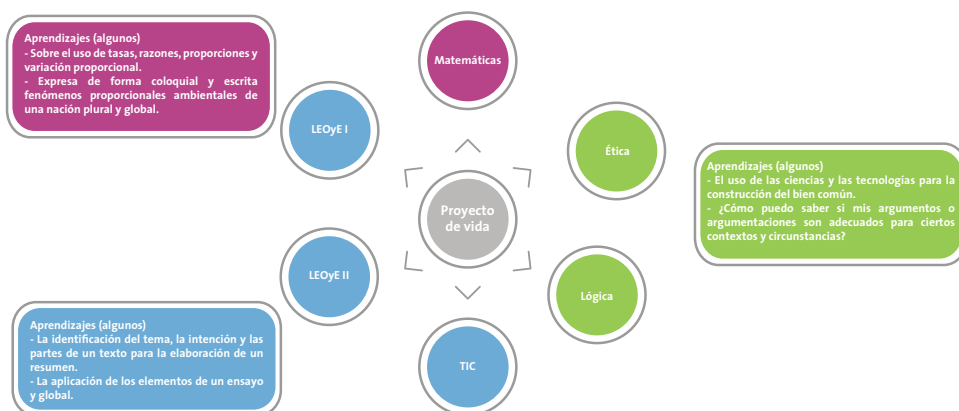 Aprendizajes (algunos)
- Sobre el uso de tasas, razones, proporciones y
variación proporcional.
- Expresa de forma coloquial y escrita
fenómenos proporcionales ambientales de
una nación plural y global.
Matemáticas
LEOyE I
Ética
Aprendizajes (algunos)
- El uso de las ciencias y las tecnologías para la
construcción del bien común.
- ¿Cómo puedo saber si mis argumentos o
argumentaciones son adecuados para ciertos
contextos y circunstancias?
Proyecto
de vida
LEOyE II
Lógica
Aprendizajes (algunos)
- La identificación del tema, la intención y las
partes de un texto para la elaboración de un
resumen.
- La aplicación de los elementos de un ensayo
y global.
TIC